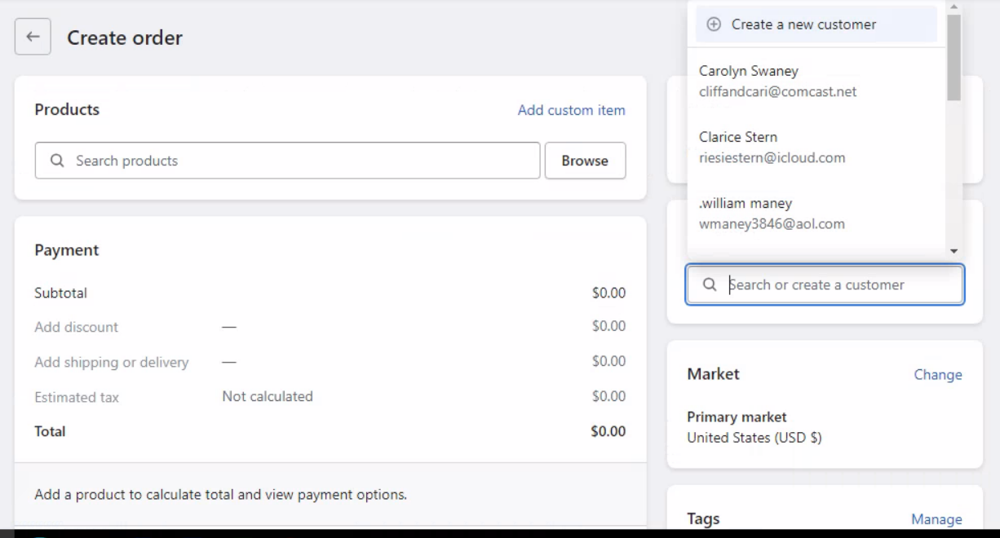 Create order
Products
Add custom item
Search products
Browse
Payment
Subtotal
$0.00
Add discount
—
$0.00
Add shipping or delivery
—
$0.00
Estimated tax
Not calculated
$0.00
Total
$0.00
Add a product to calculate total and view payment options.
Create a new customer
Carolyn Swaney
cliffandcari@comcast.net
Clarice Stern
riesiestern@icloud.com
.william maney
wmaney3846@aol.com
Search or create a customer
Market
Change
Primary market
United States (USD $)
Tags
Manage